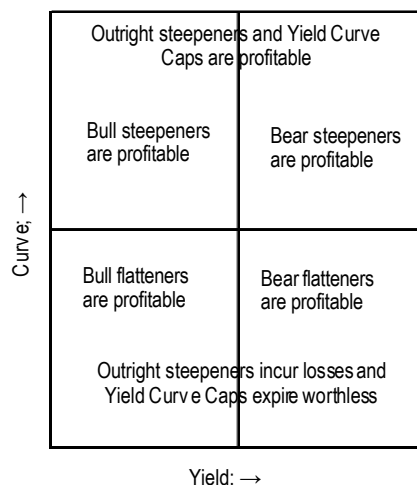 Outright steepeners and Yield Curve
Caps are profitable
Bull steepeners
are profitable
Bear steepeners
are profitable
Curve; →
Bull flatteners
are profitable
Bear flatteners
are profitable
Outright steepeners incur losses and
Yield Curve Caps expire worthless
Yield; →